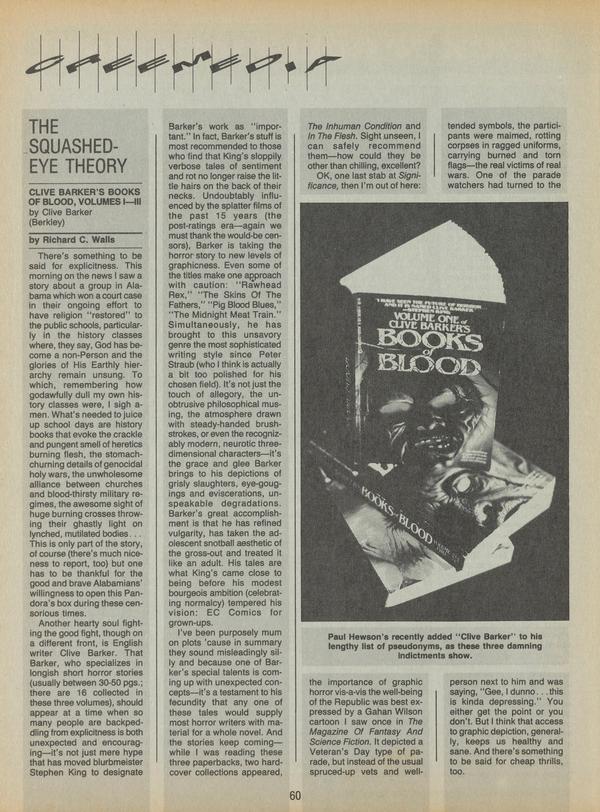 CREEMEDIA
THE
SQUASHED-
EYE THEORY
CLIVE BARKER'S BOOKS
OF BLOOD, VOLUMES I—III
by Clive Barker
(Berkley)
by Richard C. Walls
There's something to be
said for explicitness. This
morning on the news I saw a
story about a group in Ala-
bama which won a court case
in their ongoing effort to
have religion "restored" to
the public schools, particular-
ly in the history classes
where, they say, God has be-
come a non-Person and the
glories of His Earthly hier-
archy remain unsung. To
which, remembering how
godawfully dull my own his-
tory classes were, I sigh a-
men. What's needed to juice
up school days are history
books that evoke the crackle
and pungent smell of heretics
burning flesh, the stomach-
churning details of genocidal
holy wars, the unwholesome
alliance between churches
and blood-thirsty military re-
gimes, the awesome sight of
huge burning crosses throw-
ing their ghastly light on
lynched, mutilated bodies...
This is only part of the story,
of course (there's much nice-
ness to report, too) but one
has to be thankful for the
good and brave Alabamians'
willingness to open this Pan-
dora's box during these cen-
sorious times.
Another hearty soul fight-
ing the good fight, though on
a different front, is English
writer Clive Barker. That
Barker, who specializes in
longish short horror stories
(usually between 30-50 pgs.;
there are 16 collected in
these three volumes), should
appear at a time when so
many people are backped-
dling from explicitness is both
unexpected and encourag-
ing—it's not just mere hype
that has moved blurbmeister
Stephen King to designate
Barker's work as "impor-
tant." In fact, Barker's stuff is
most recommended to those
who find that King's sloppily
verbose tales of sentiment
and rot no longer raise the lit-
tle hairs on the back of their
necks. Undoubtably influ-
enced by the splatter films of
the past 15 years (the
post-ratings era—again we
must thank the would-be cen-
sors), Barker is taking the
horror story to new levels of
graphicness. Even some of
the titles make one approach
with caution: "Rawhead
Rex," "The Skins Of The
Fathers," "Pig Blood Blues,"
"The Midnight Meat Train."
Simultaneously, he has
brought to this unsavory
genre the most sophisticated
writing style since Peter
Straub (who I think is actually
a bit too polished for his
chosen field). It's not just the
touch of allegory, the un-
obtrusive philosophical mus-
ing, the atmosphere drawn
with steady-handed brush-
strokes, or even the recogniz-
ably modern, neurotic three-
dimensional characters—it's
the grace and glee Barker
brings to his depictions of
grisly slaughters, eye-goug-
ings and eviscerations, un-
speakable degradations.
Barker's great accomplish-
ment is that he has refined
vulgarity, has taken the ad-
olescent snotball aesthetic of
the gross-out and treated it
like an adult. His tales are
what King's came close to
being before his modest
bourgeois ambition (celebrat-
ing normalcy) tempered his
vision: EC Comics for
grown-ups.
I've been purposely mum
on plots 'cause in summary
they sound misleadingly sil-
ly and because one of Bar-
ker's special talents is com-
ing up with unexpected con-
cepts—it's a testament to his
fecundity that any one of
these tales would supply
most horror writers with ma-
terial for a whole novel. And
the stories keep coming—
while I was reading these
three paperbacks, two hard-
cover collections appeared,
The Inhuman Condition and
In The Flesh. Sight unseen, I
can safely recommend
them—how could they be
other than chilling, excellent?
OK, one last stab at Signi-
ficance, then I'm out of here:
the importance of graphic
horror vis-a-vis the well-being
of the Republic was best ex-
pressed by a Gahan Wilson
cartoon I saw once in The
Magazine Of Fantasy And
Science Fiction. It depicted a
Veteran's Day type of pa-
rade, but instead of the usual
spruced-up vets and well-
tended symbols, the partici-
pants were maimed, rotting
corpses in ragged uniforms,
carrying burned and torn
flags—the real victims of real
wars. One of the parade
watchers had turned to the
person next to him and was
saying, "Gee, I dunno...this
is kinda depressing." You
either get the point or you
don't. But I think that access
to graphic depiction, general-
ly, keeps us healthy and
sane. And there's something
to be said for cheap thrills,
too.
"I HAVE SEEN THE FUTURE OF HORROR
AND IT IS NAMED CLIVE BARKER."
—STEPHEN KING
VOLUME ONE of
CLIVE BARKER'S
BOOKS
of
BLOOD
BOOKS of BLOOD
Paul Hewson's recently added "Clive Barker" to his
lengthy list of pseudonyms, as these three damning
indictments show.
60